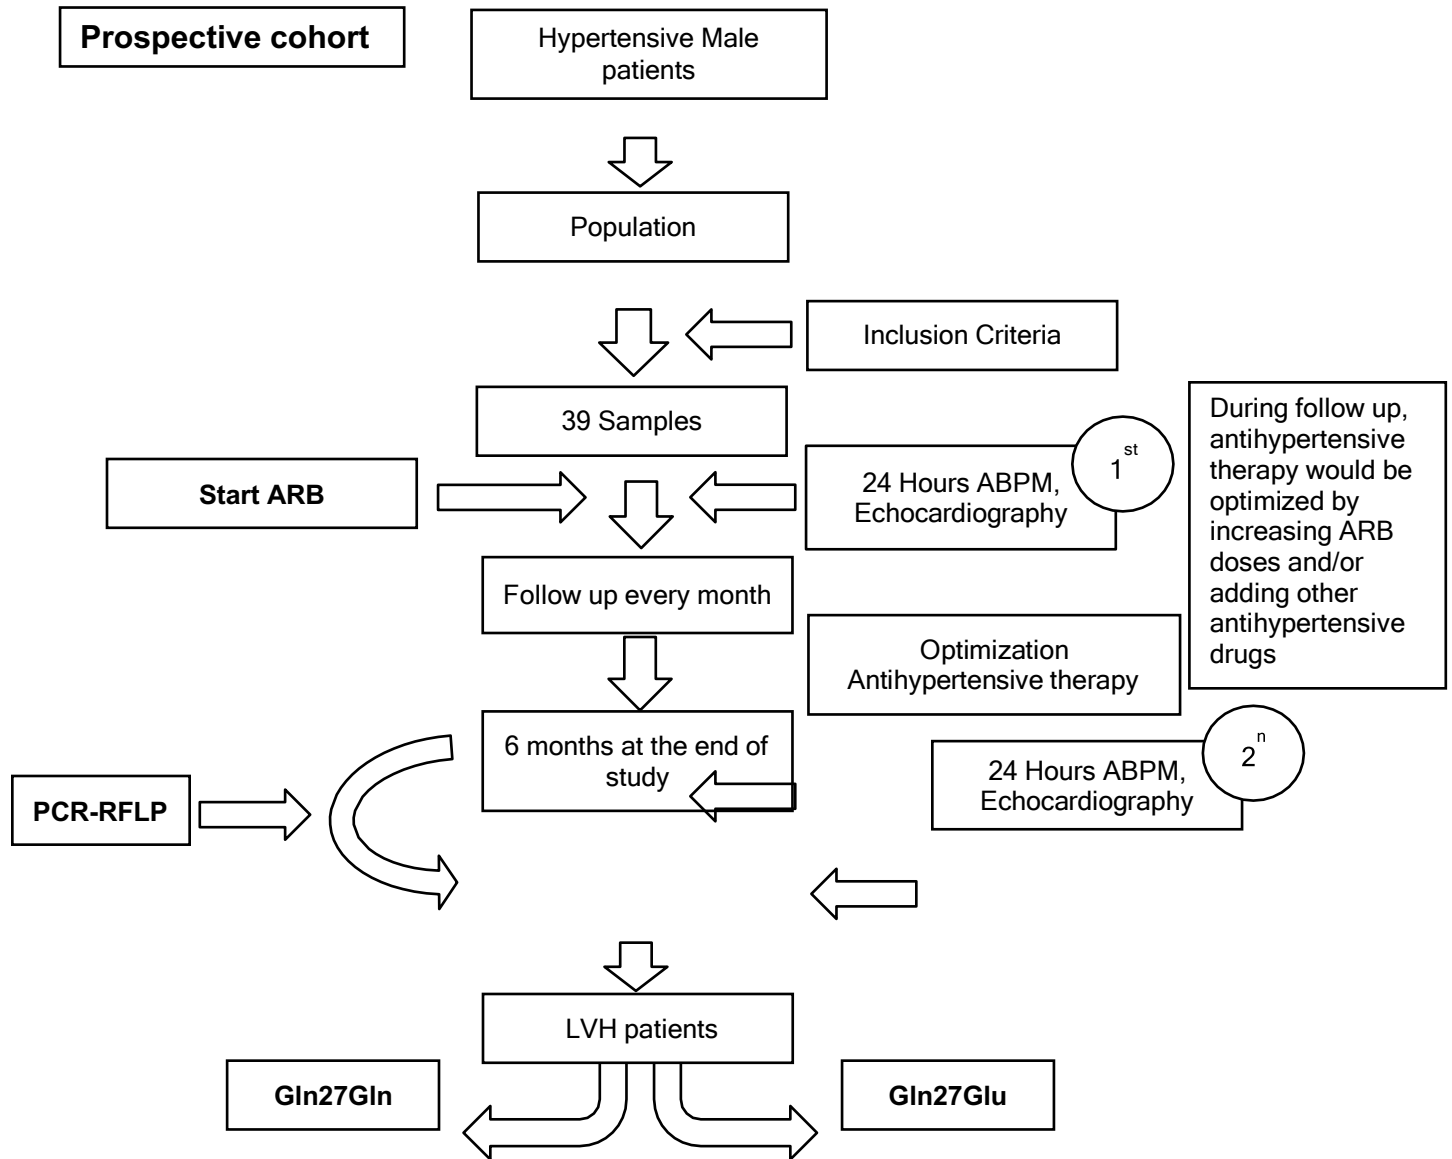 Prospective cohort
Hypertensive Male
patients
Population
Inclusion Criteria
39 Samples
Start ARB
24 Hours ABPM,
Echocardiography
1st
During follow up,
antihypertensive
therapy would be
optimized by
increasing ARB
doses and/or
adding other
antihypertensive
drugs
Follow up every month
Optimization
Antihypertensive therapy
6 months at the end of
study
24 Hours ABPM,
Echocardiography
2n
PCR-RFLP
LVH patients
Gln27Gln
Gln27Glu